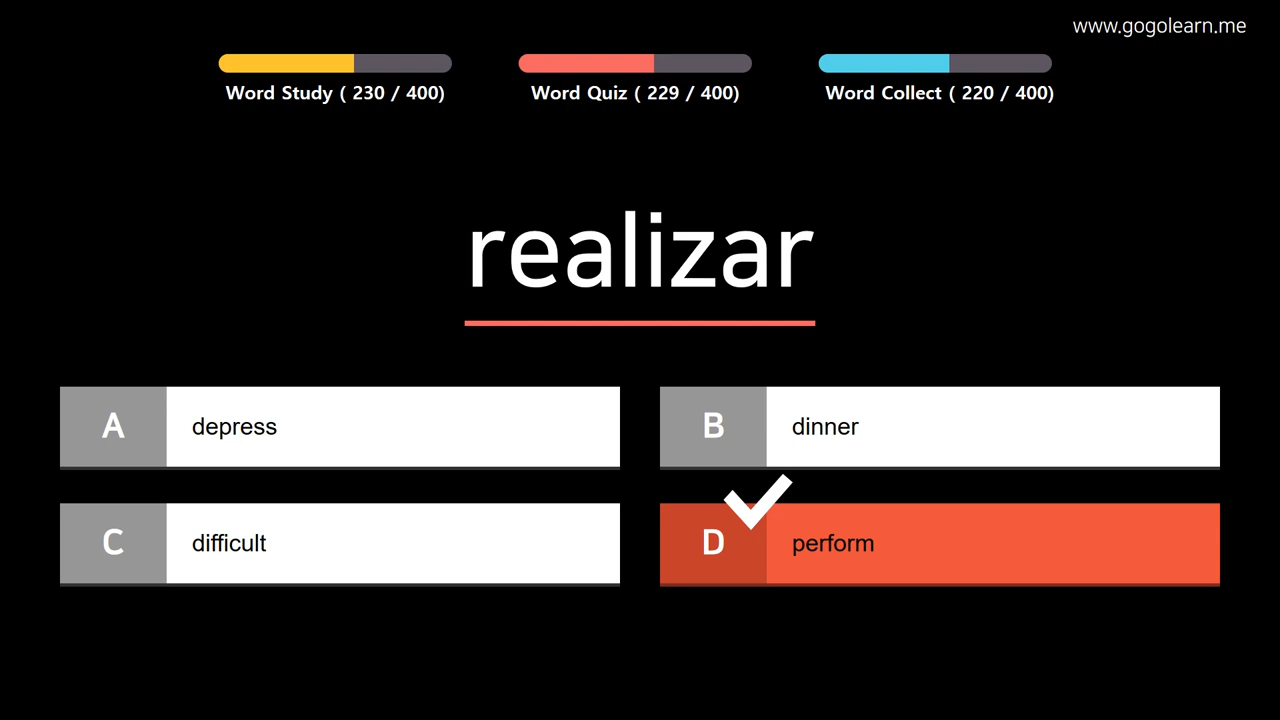 www.gogolearn.me
Word Study ( 230 / 400)
Word Quiz ( 229 / 400)
Word Collect ( 220 / 400)
realizar
A
depress
B
dinner
C
difficult
D
perform